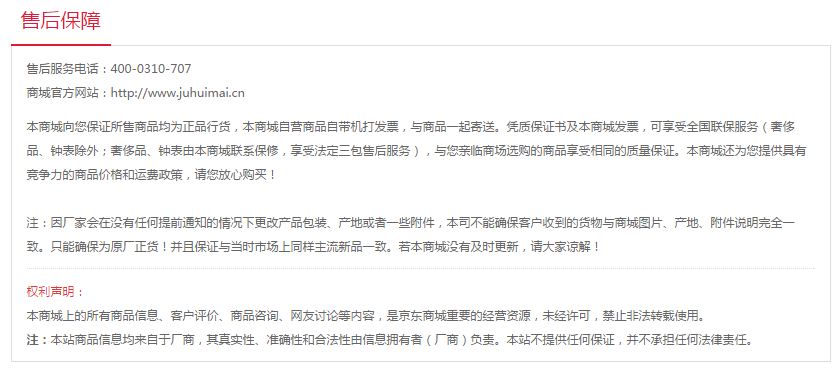 售后保障
售后服务电话：400-0310-707
商城官方网站：http://www.juhuimai.cn
本商城向您保证所售商品均为正品行货，本商城自营商品自带机打发票，与商品一起寄送。凭质保证书及本商城发票，可享受全国联保服务（奢侈
品、钟表除外；奢侈品、钟表由本商城联系保修，享受法定三包售后服务），与您亲临商场选购的商品享受相同的质量保证。本商城还为您提供具有
竞争力的商品价格和运费政策，请您放心购买！
注：因厂家会在没有任何提前通知的情况下更改产品包装、产地或者一些附件，本司不能确保客户收到的货物与商城图片、产地、附件说明完全一
致。只能确保为原厂正货！并且保证与当时市场上同样主流新品一致。若本商城没有及时更新，请大家谅解！
权利声明：
本商城上的所有商品信息、客户评价、商品咨询、网友讨论等内容，是京东商城重要的经营资源，未经许可，禁止非法转载使用。
注：本站商品信息均来自于厂商，其真实性、准确性和合法性由信息拥有者（厂商）负责。本站不提供任何保证，并不承担任何法律责任。